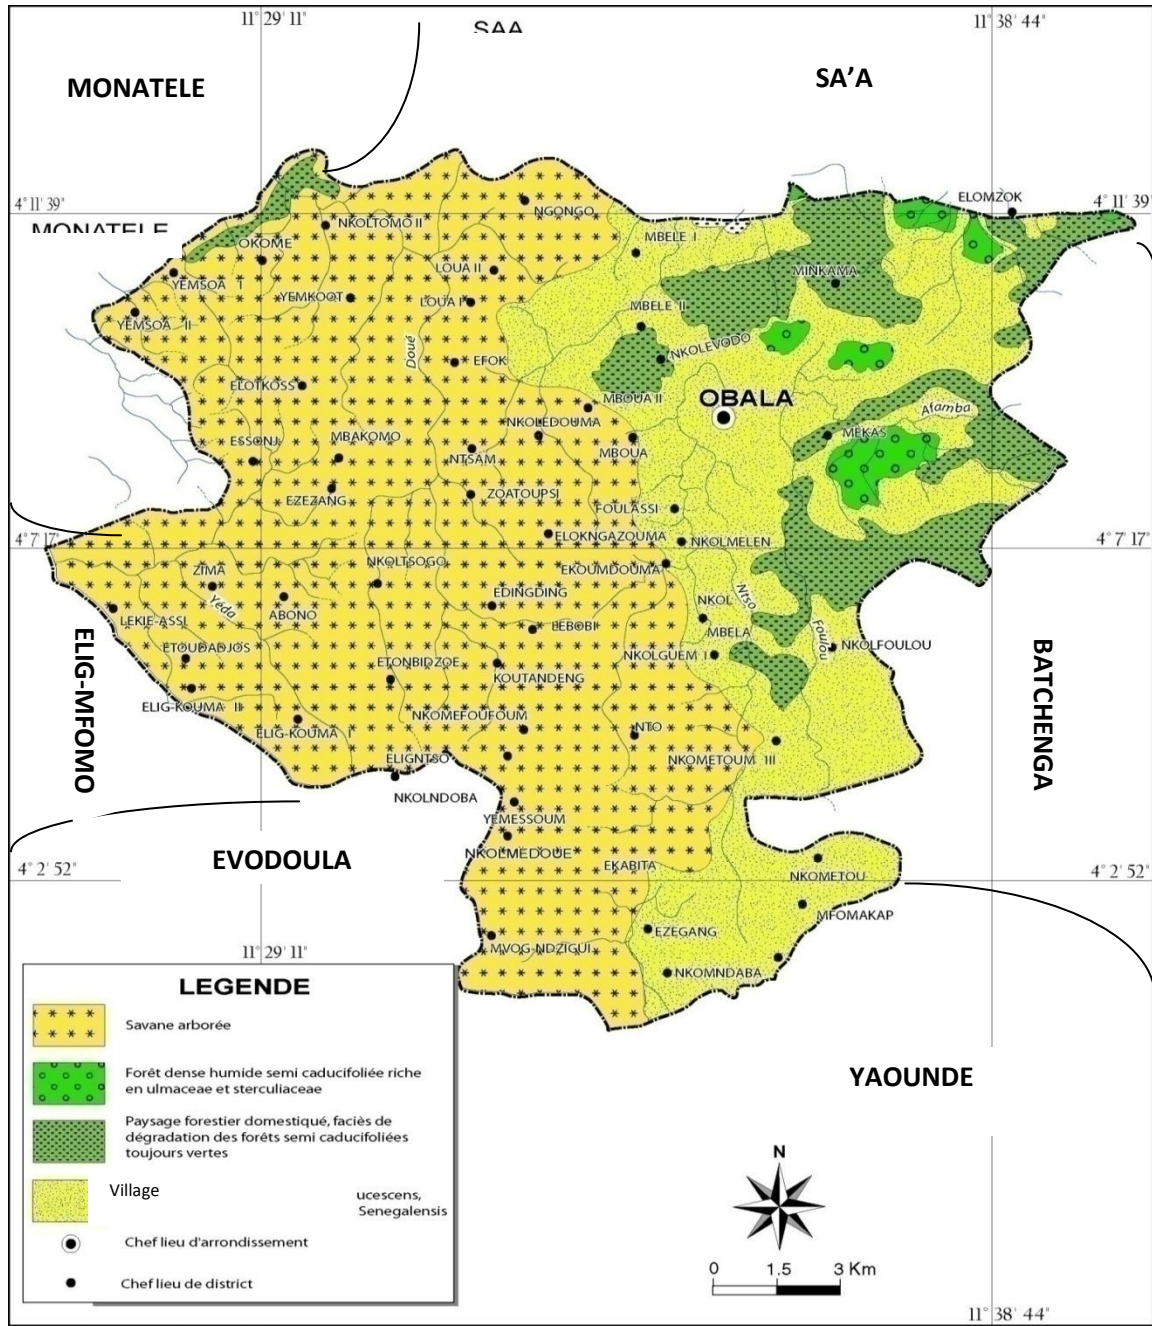 11° 29' 11"
SAA
11° 38' 44"
MONATELE
SA'A
4° 11' 39"
MONATELE
ELOMZOK
4° 11' 39"
NGONGO
NKOLTOMO II
OKOME
MBELE I
YEMSOA I
LOUA II
MINKAMA
YEMKOOT
LOUA I
MBELE II
YEMSOA II
Doué
NKOLEVODO
EFOK
ELOTKOSS
MBOUA II
OBALA
Afamba
NKOLEDOUMA
MBAKOMO
ESSONJ
MEKAS
NTSAM
MBOUA
EZEZANG
ZOATOUPSI
FOULASSI
4° 7' 17"
ELOKNGAZOUMA
NKOLMELEN
4° 7' 17"
NKOLTSOGO
EKOUMDOUMA
ZIMA
EDINGDING
NKOL
Ntso
Yéda
ABONO
LEKIE-ASSI
LEBOBI
MBELA
Foulou
ETOUDADJOS
ETONBIDZOE
NKOLGUEM I
NKOLFOULOU
KOUTANDENG
ELIG-MFOMO
BATCHENGA
ELIG-KOUMA II
NKOMEFOUFOUM
ELIG-KOUMA I
NTO
ELIGNTSO
NKOMETOUM III
NKOLNDOBA
YEMESSOUM
NKOLMEDOUE
EVODOULA
EKABITA
4° 2' 52"
NKOMETOU
4° 2' 52"
MFOMAKAP
EZEGANG
11° 29' 11"
MVOG-NDZIGUI
NKOMNDABA
LEGENDE
Savane arborée
Forêt dense humide semi caducifoliée riche
en ulmaceae et sterculiaceae
Paysage forestier domestiqué, faciès de
dégradation des forêts semi caducifoliées
toujours vertes
Village
ucescens,
Senegalensis
Chef lieu d'arrondissement
Chef lieu de district
YAOUNDE
N
0 1.5 3 Km
11° 38' 44"